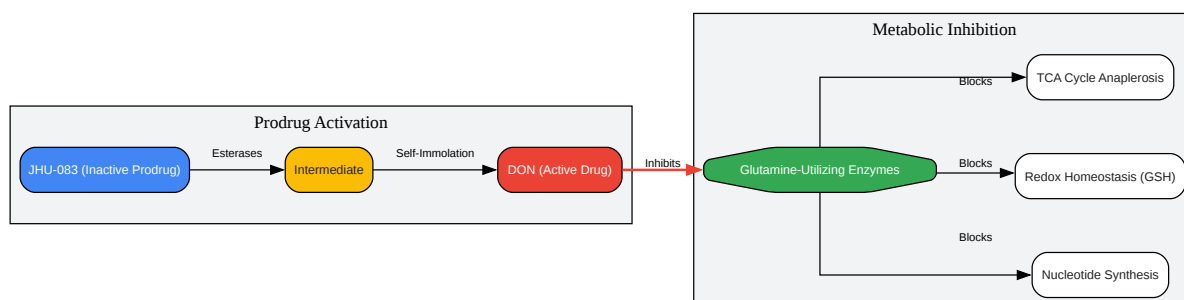 Prodrug Activation
JHU-083 (Inactive Prodrug)
Esterases
Intermediate
Self-Immolation
DON (Active Drug)
Inhibits
Metabolic Inhibition
Glutamine-Utilizing Enzymes
Blocks
TCA Cycle Anaplerosis
Blocks
Redox Homeostasis (GSH)
Blocks
Nucleotide Synthesis